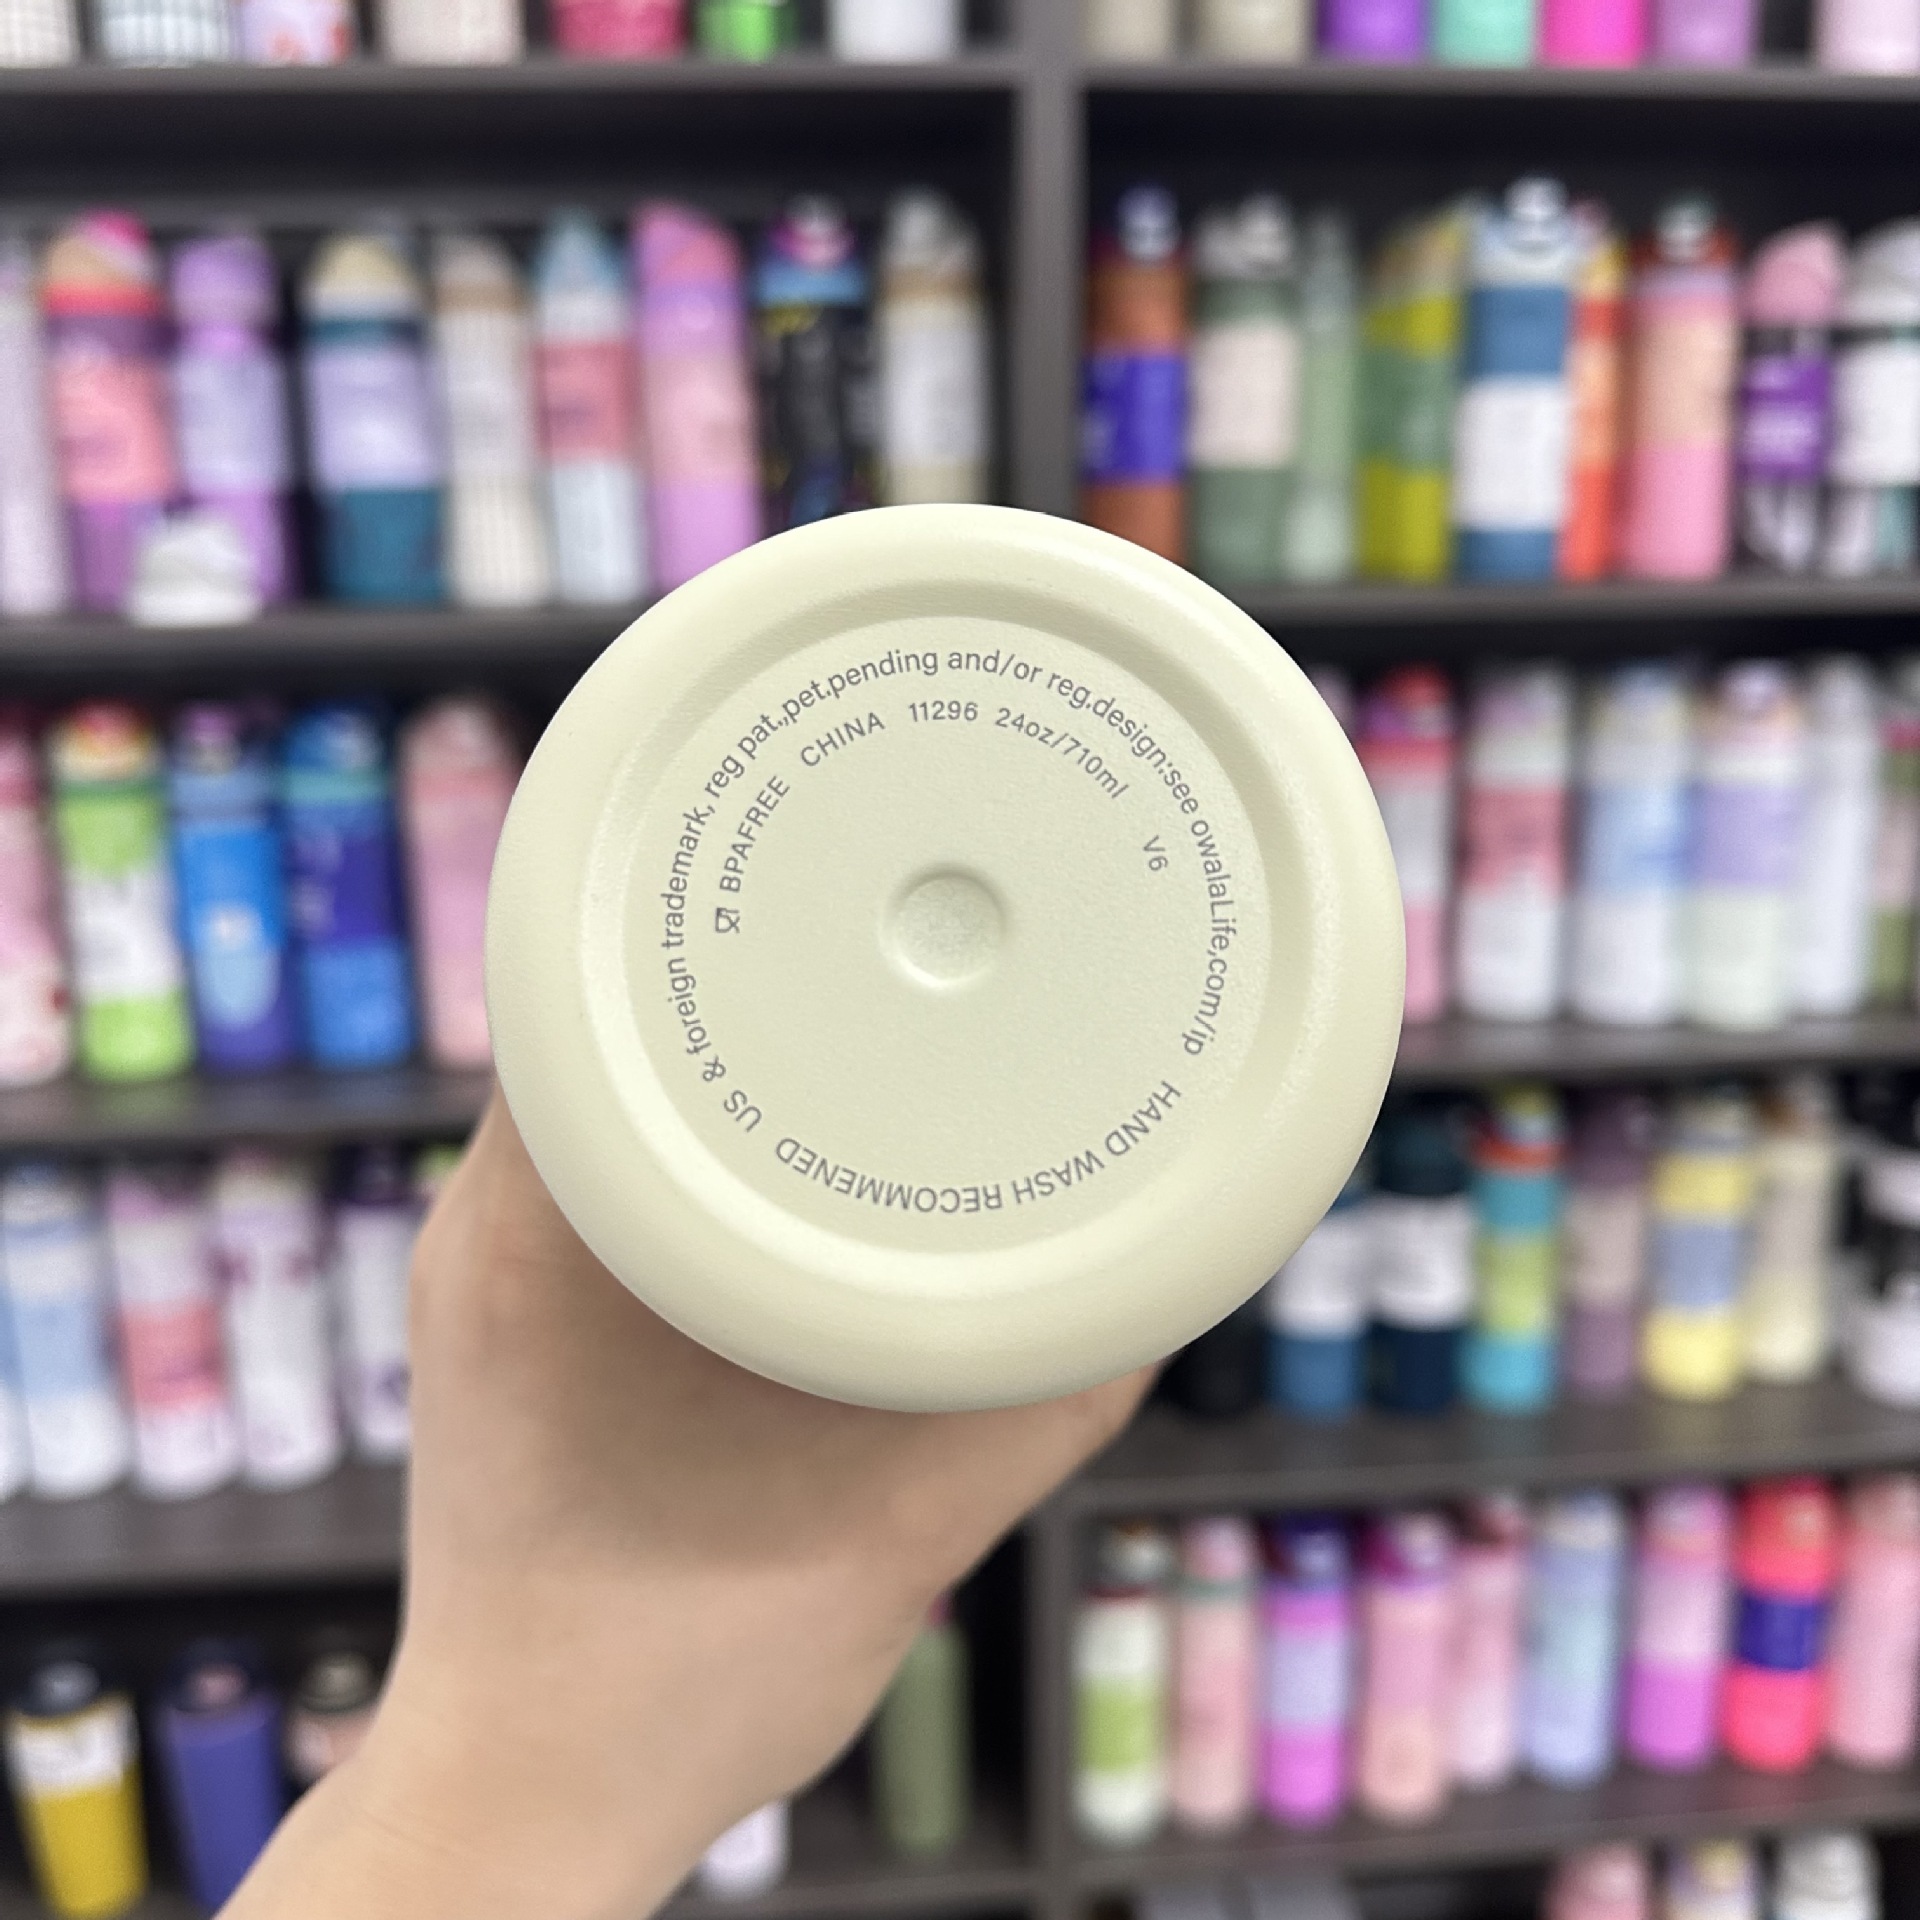 US & foreign trademark, reg pat.,pet.pending and/or reg.design:see owalaLife,com/ip
HAND WASH RECOMMENED
BPAFREE CHINA 11296 24oz/710ml V6